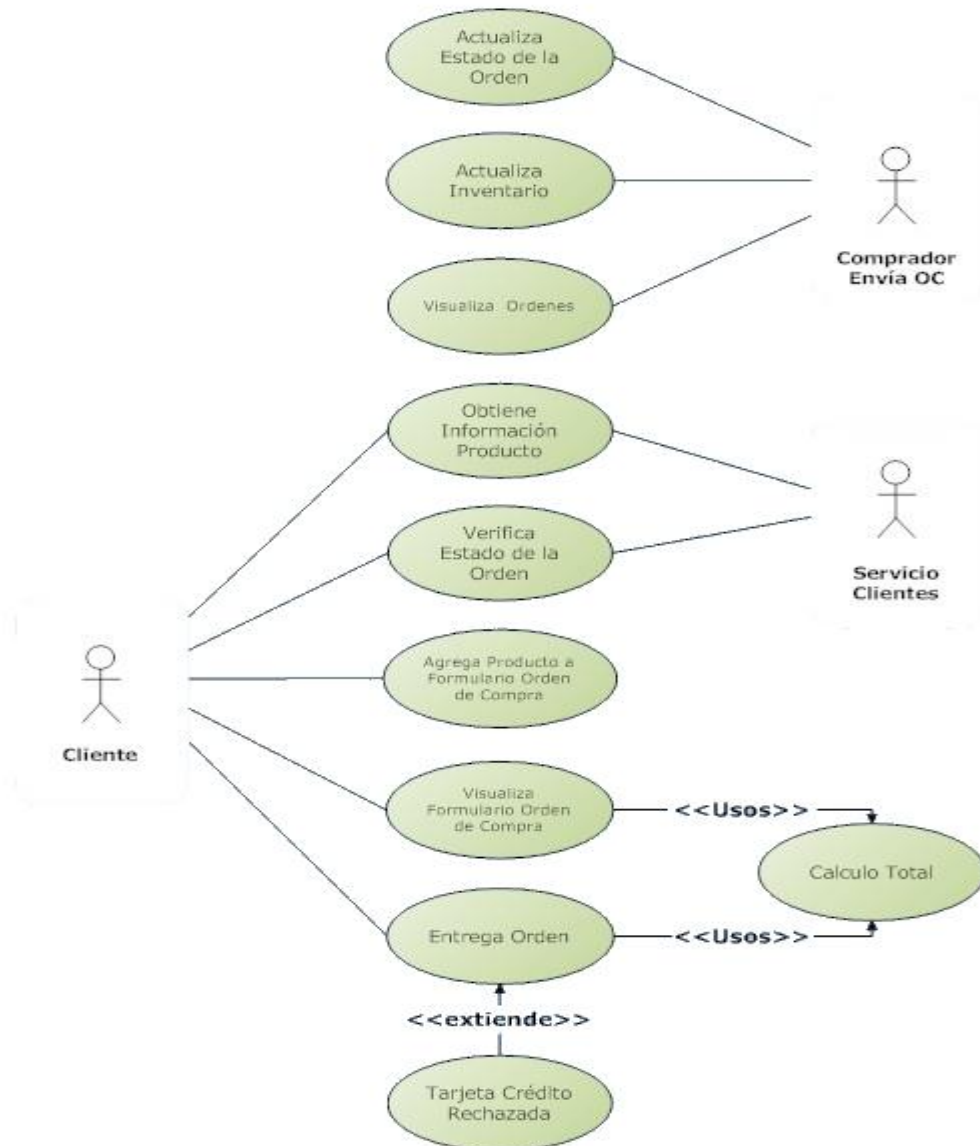 Actualiza
Estado de la
Orden
Actualiza
Inventario
Comprador
Envía OC
Visualiza Ordenes
Obtiene
Información
Producto
Verifica
Estado de la
Orden
Servicio
Clientes
Agrega Producto a
Formulario Orden
de Compra
Cliente
Visualiza
Formulario Orden
de Compra
<<Usos>>
Calculo Total
Entrega Orden
<<Usos>>
<<extiende>>
Tarjeta Crédito
Rechazada